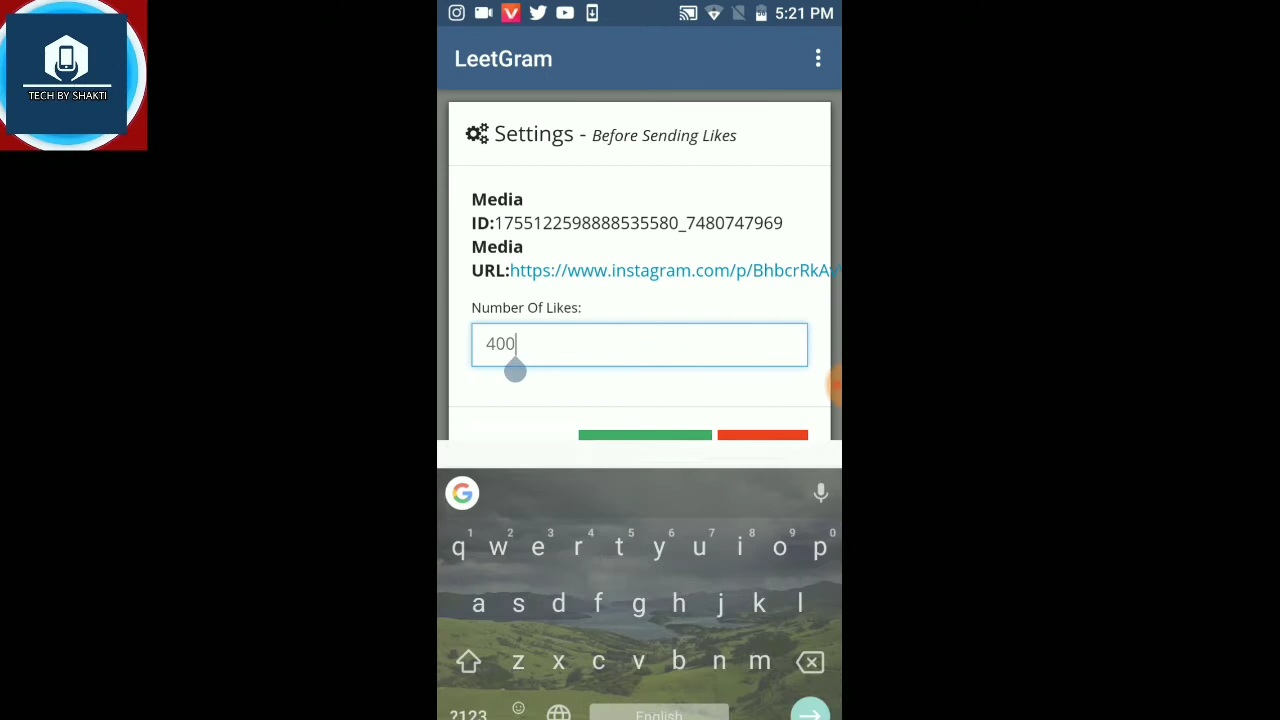 5:21 PM
TECH BY SHAKTI
LeetGram
Settings - Before Sending Likes
Media
ID:1755122598888535580_7480747969
Media
URL:https://www.instagram.com/p/BhbcrRkA
Number Of Likes:
400
G
1 2 3 4 5 6 7 8 9 0
q w e r t y u i o p
a s d f g h j k l
z x c v b n m
?123 English